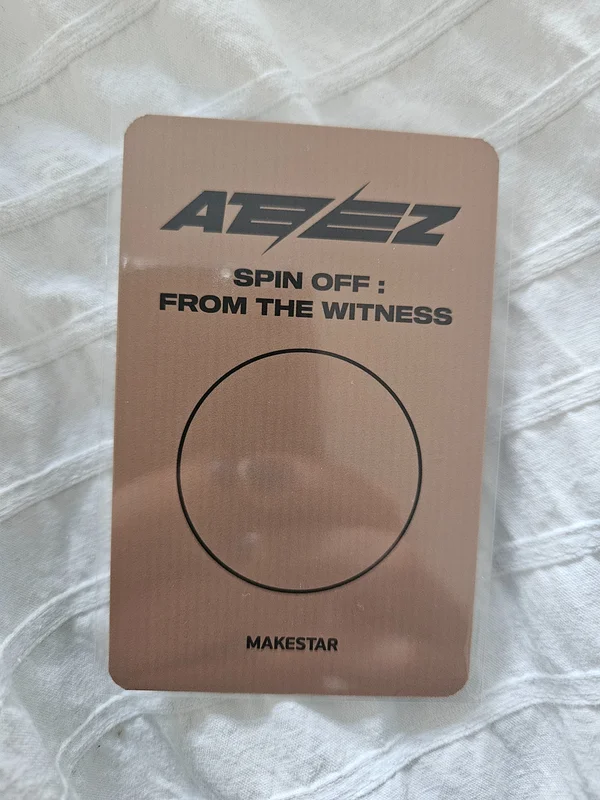 ATEEZ
SPIN OFF :
FROM THE WITNESS
MAKESTAR